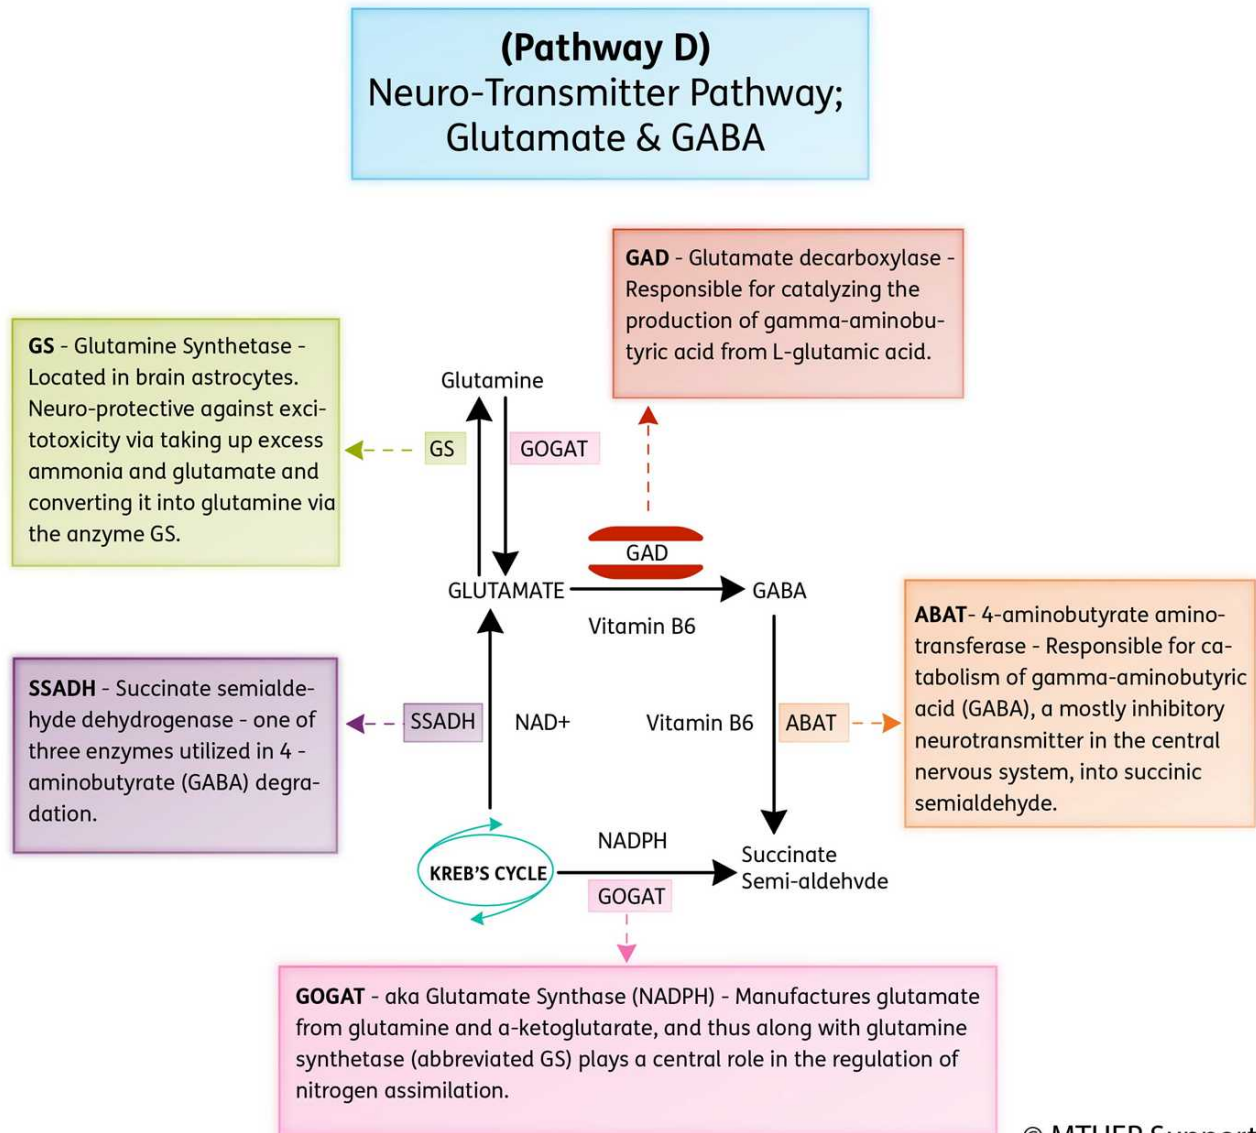 (Pathway D)
Neuro-Transmitter Pathway;
Glutamate & GABA
GAD - Glutamate decarboxylase -
Responsible for catalyzing the
production of gamma-aminobu-
tyric acid from L-glutamic acid.
GS - Glutamine Synthetase -
Located in brain astrocytes.
Neuro-protective against exci-
totoxicity via taking up excess
ammonia and glutamate and
converting it into glutamine via
the anzyme GS.
Glutamine
GS
GOGAT
GAD
GLUTAMATE
GABA
Vitamin B6
ABAT- 4-aminobutyrate amino-
transferase - Responsible for ca-
tabolism of gamma-aminobutyric
acid (GABA), a mostly inhibitory
neurotransmitter in the central
nervous system, into succinic
semialdehyde.
SSADH - Succinate semialde-
hyde dehydrogenase - one of
three enzymes utilized in 4 -
aminobutyrate (GABA) degra-
dation.
SSADH
NAD+
Vitamin B6
ABAT
NADPH
KREB'S CYCLE
GOGAT
Succinate
Semi-aldehvde
GOGAT - aka Glutamate Synthase (NADPH) - Manufactures glutamate
from glutamine and a-ketoglutarate, and thus along with glutamine
synthetase (abbreviated GS) plays a central role in the regulation of
nitrogen assimilation.
© MTHFR Support